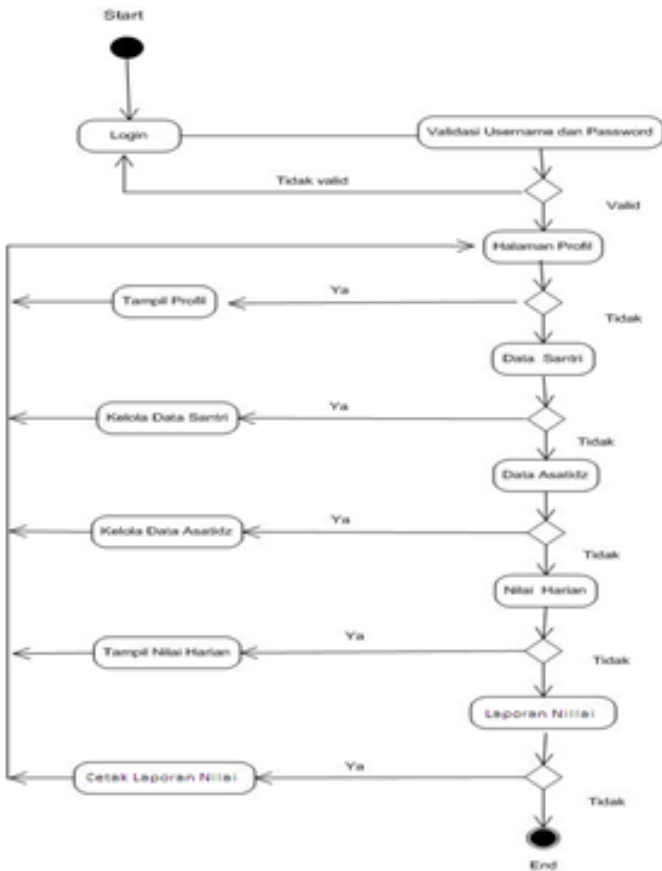 Start
Login
Validasi Username dan Password
Tidak valid
Valid
Halaman Profil
Ya
Tampil Profil
Tidak
Data Santri
Ya
Kelola Data Santri
Tidak
Data Asatidz
Ya
Kelola Data Asatidz
Tidak
Nilai Harian
Ya
Tampil Nilai Harian
Tidak
Laporan Nillai
Ya
Cetak Laporan Nilai
Tidak
End